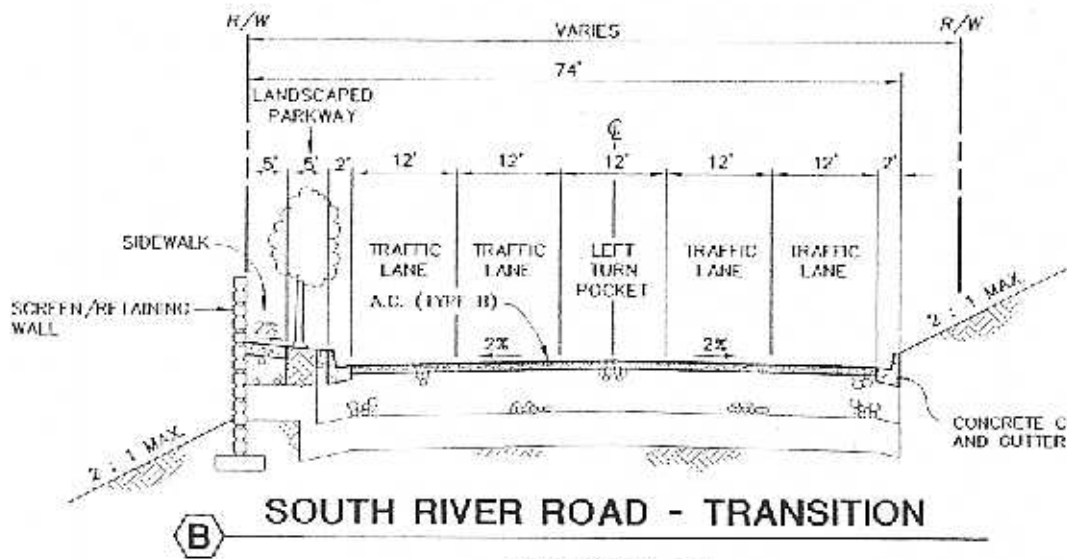 R/W
R/W
VARIES
74'
LANDSCAPED
PARKWAY
℄
5' 5' 2' 12' 12' 12' 12' 12' 2'
SIDEWALK
TRAFFIC
LANE
TRAFFIC
LANE
LEFT
TURN
POCKET
TRAFFIC
LANE
TRAFFIC
LANE
SCREEN/RETAINING
WALL
A.C. (TYPE B)
2%
2%
2%
2 : 1 MAX
2 : 1 MAX.
CONCRETE C
AND GUTTER
B
SOUTH RIVER ROAD - TRANSITION